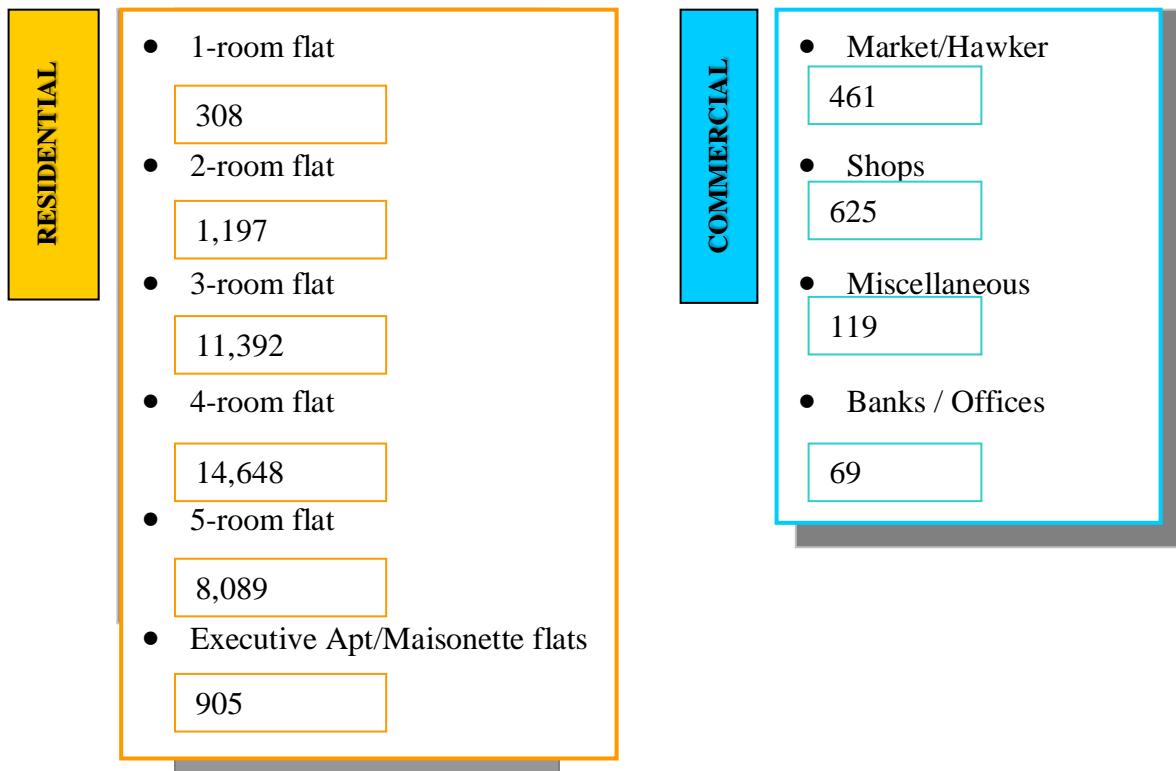 RESIDENTIAL
• 1-room flat
308
• 2-room flat
1,197
• 3-room flat
11,392
• 4-room flat
14,648
• 5-room flat
8,089
• Executive Apt/Maisonette flats
905
COMMERCIAL
• Market/Hawker
461
• Shops
625
• Miscellaneous
119
• Banks / Offices
69